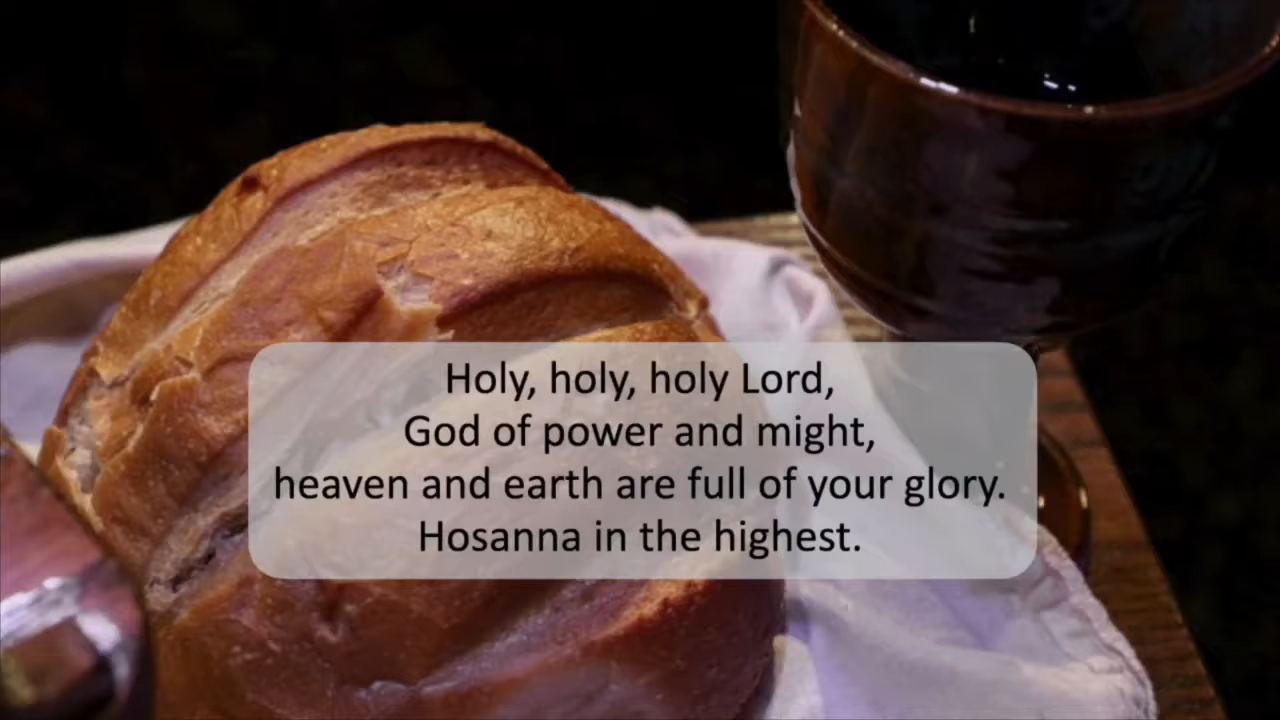 Holy, holy, holy Lord,
God of power and might,
heaven and earth are full of your glory.
Hosanna in the highest.